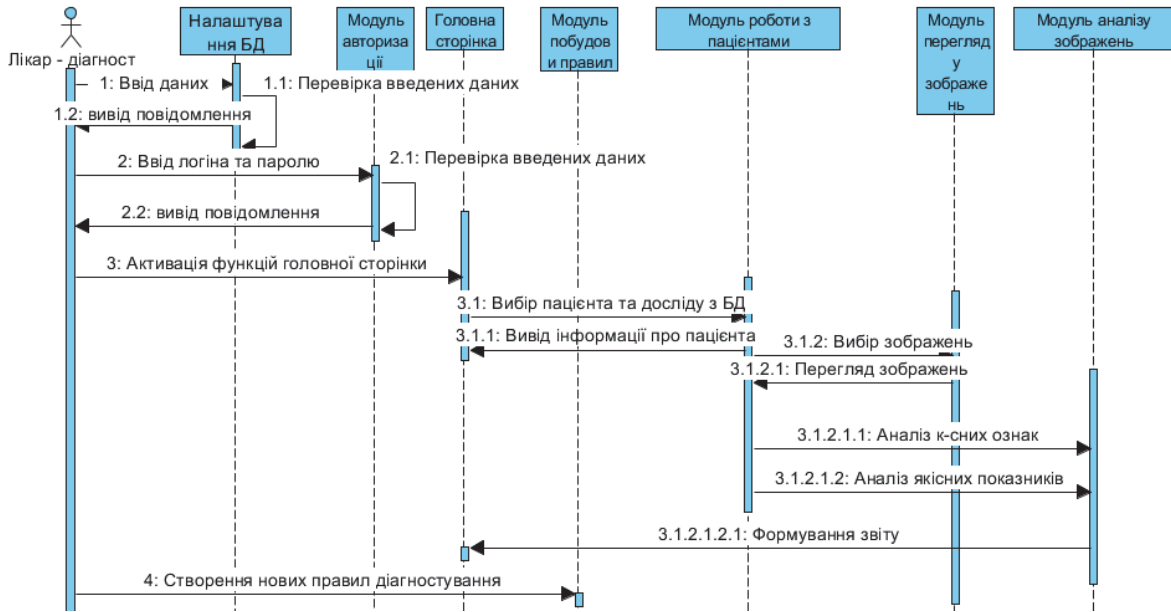 Лікар - діагност
Налаштува
ння БД
Модуль
авториза
ції
Головна
сторінка
Модуль
побудов
и правил
Модуль роботи з
пацієнтами
Модуль
перегляд
у
зображе
нь
Модуль аналізу
зображень
1: Ввід даних
1.1: Перевірка введених даних
1.2: вивід повідомлення
2: Ввід логіна та паролю
2.1: Перевірка введених даних
2.2: вивід повідомлення
3: Активація функцій головної сторінки
3.1: Вибір пацієнта та досліду з БД
3.1.1: Вивід інформації про пацієнта
3.1.2: Вибір зображень
3.1.2.1: Перегляд зображень
3.1.2.1.1: Аналіз к-сних ознак
3.1.2.1.2: Аналіз якісних показників
3.1.2.1.2.1: Формування звіту
4: Створення нових правил діагностування